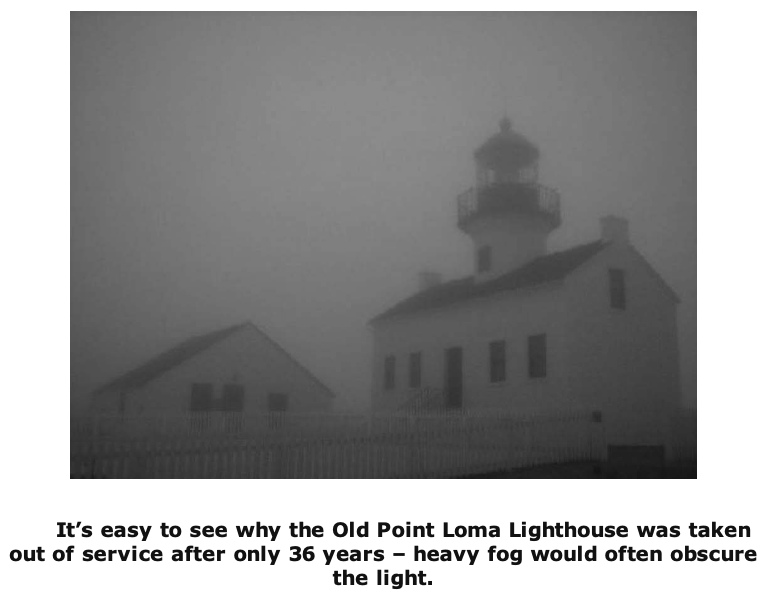 It’s easy to see why the Old Point Loma Lighthouse was taken
out of service after only 36 years – heavy fog would often obscure
the light.